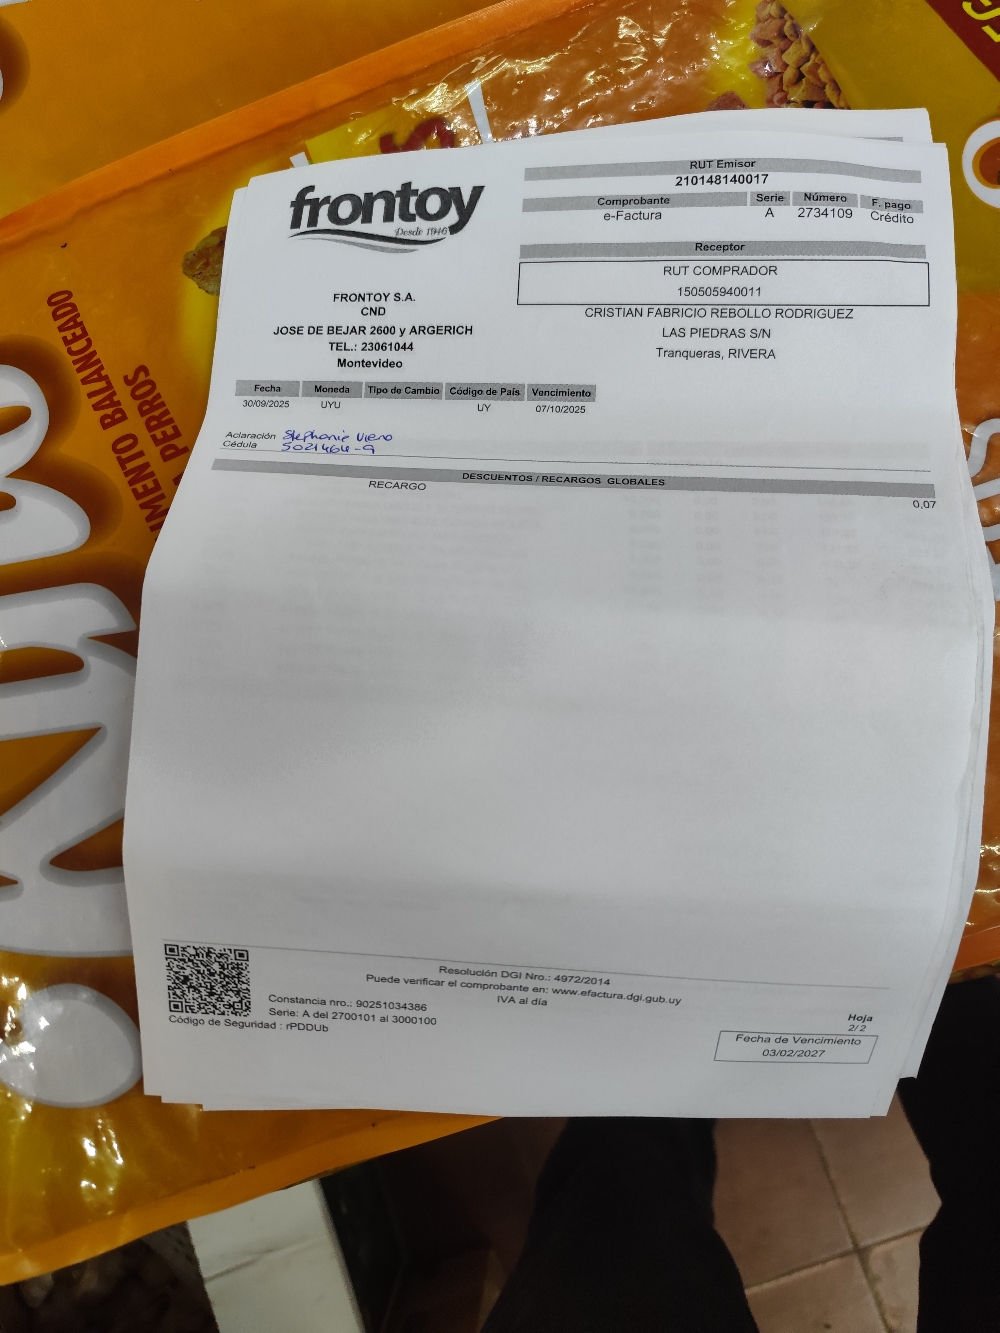 frontoy
Desde 1946
FRONTOY S.A.
CND
JOSE DE BEJAR 2600 y ARGERICH
TEL.: 23061044
Montevideo
RUT Emisor
210148140017
Comprobante Serie Número F. pago
e-Factura A 2734109 Crédito
Receptor
RUT COMPRADOR
150505940011
CRISTIAN FABRICIO REBOLLO RODRIGUEZ
LAS PIEDRAS S/N
Tranqueras, RIVERA
Fecha Moneda Tipo de Cambio Código de País Vencimiento
30/09/2025 UYU UY 07/10/2025
Aclaración Stephanie Viera
Cédula 5021464-9
DESCUENTOS / RECARGOS GLOBALES
RECARGO 0,07
Resolución DGI Nro.: 4972/2014
Puede verificar el comprobante en: www.efactura.dgi.gub.uy
IVA al día
Constancia nro.: 90251034386
Serie: A del 2700101 al 3000100
Código de Seguridad : rPDDUb
Hoja
2/2
Fecha de Vencimiento
03/02/2027
BALANCEADO
PERROS